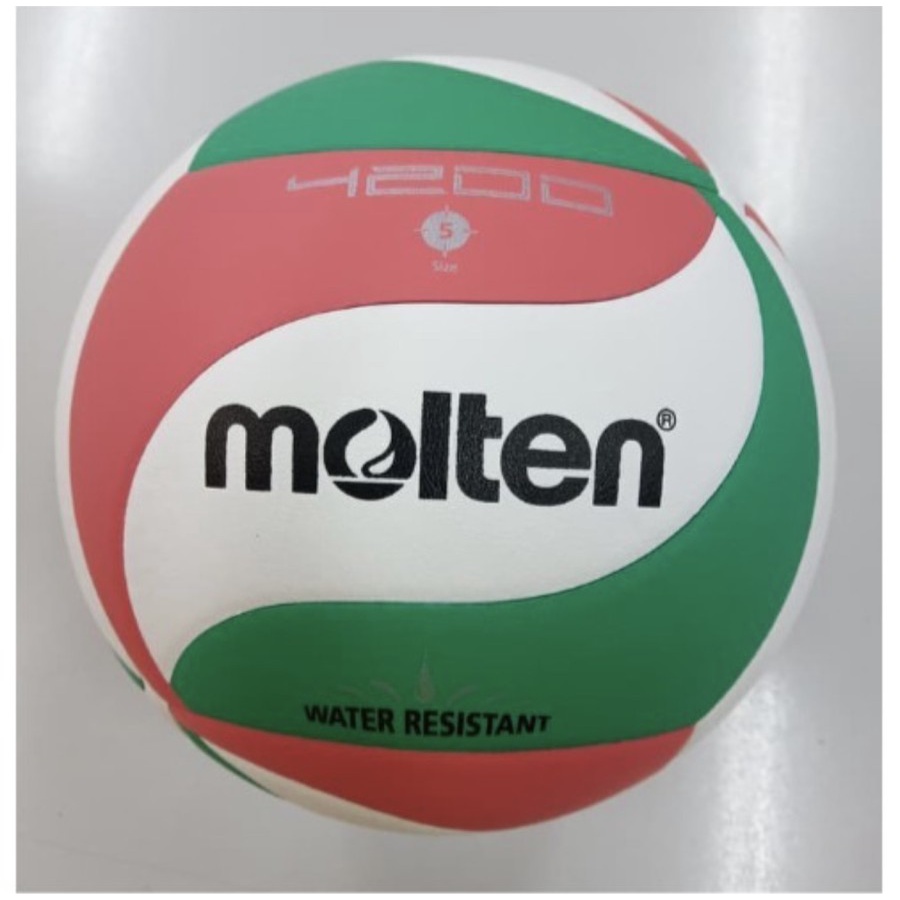 4200
5
Size
molten®
WATER RESISTANT